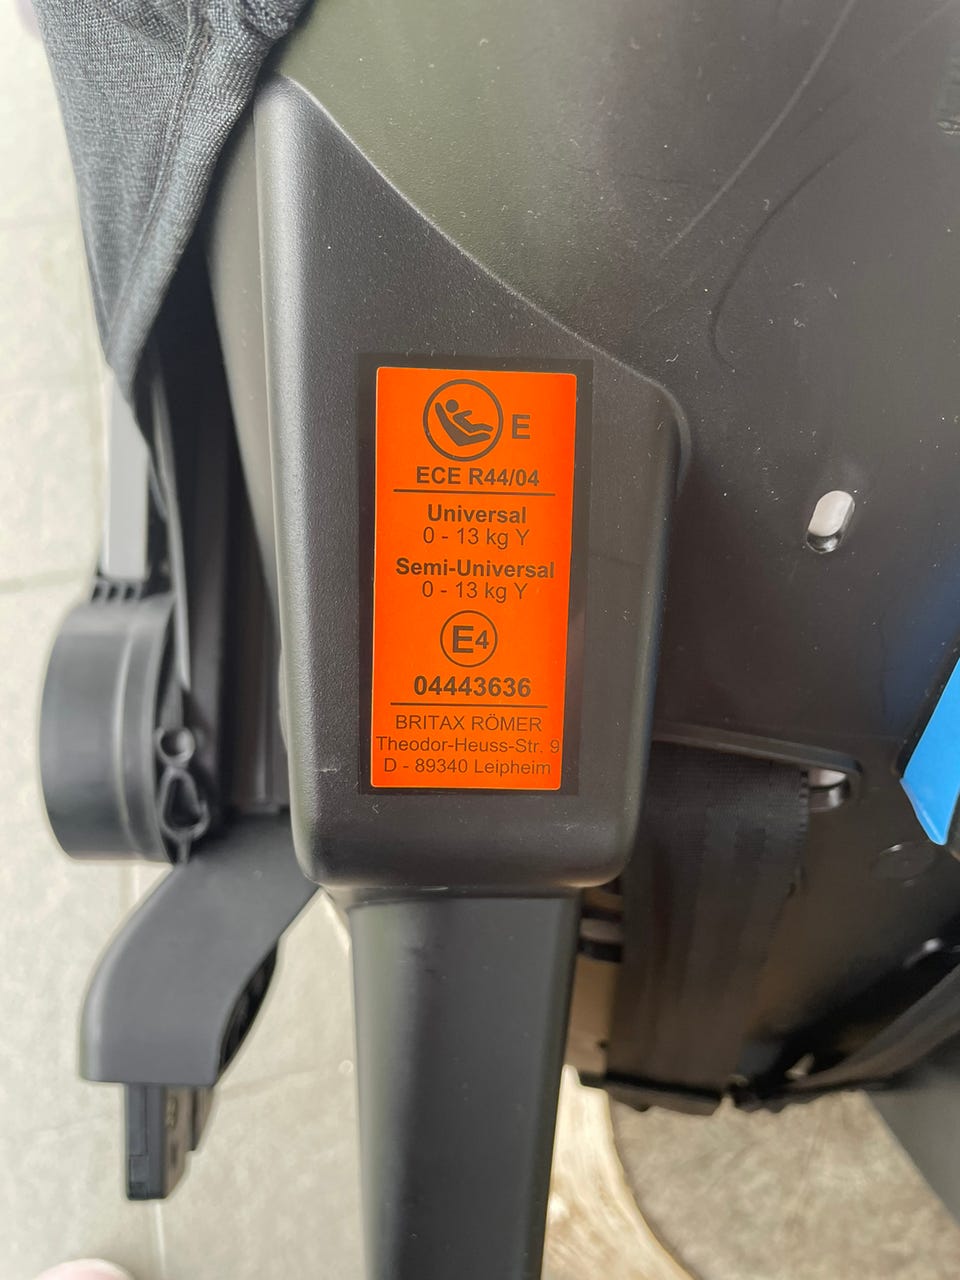 E
ECE R44/04
Universal
0 - 13 kg Y
Semi-Universal
0 - 13 kg Y
E4
04443636
BRITAX RÖMER
Theodor-Heuss-Str. 9
D - 89340 Leipheim